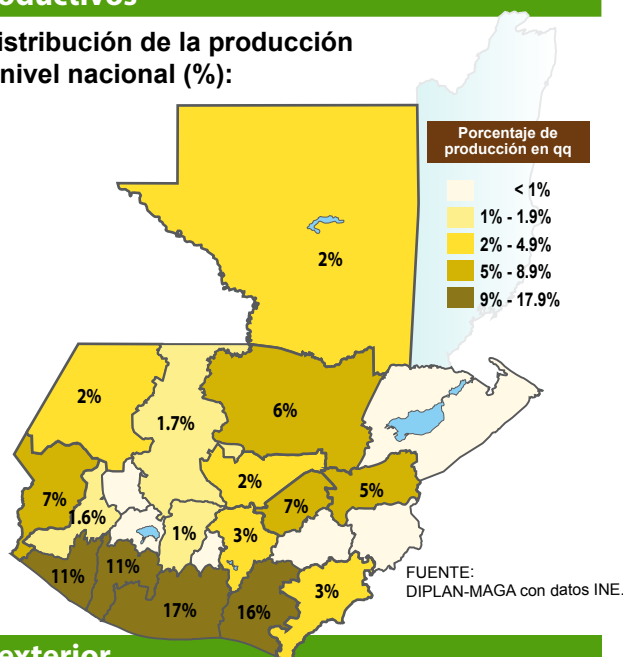 oductivos
istribución de la producción
nivel nacional (%):
Porcentaje de
producción en qq
< 1%
1% - 1.9%
2% - 4.9%
5% - 8.9%
9% - 17.9%
2%
2%
1.7%
6%
7%
1.6%
2%
7%
5%
1%
3%
11%
11%
17%
16%
3%
FUENTE:
DIPLAN-MAGA con datos INE.
exterior